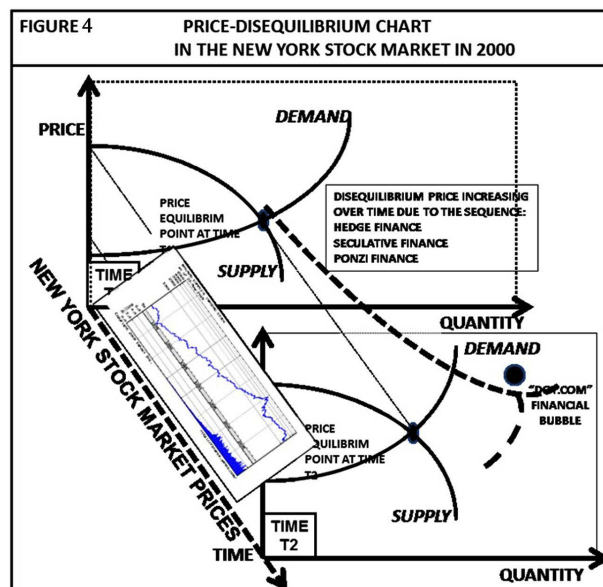 FIGURE 4
PRICE-DISEQUILIBRIUM CHART
IN THE NEW YORK STOCK MARKET IN 2000
DEMAND
PRICE
PRICE
EQUILIBRIM
POINT AT TIME
DISEQUILIBRIUM PRICE INCREASING
OVER TIME DUE TO THE SEQUENCE:
HEDGE FINANCE
SECULATIVE FINANCE
PONZI FINANCE
SUPPLY
TIME
QUANTITY
NEW YORK STOCK MARKET PRICES
DEMAND
"DOT.COM"
FINANCIAL
BUBBLE
PRICE
EQUILIBRIM
POINT AT TIME
T2
SUPPLY
TIME
T2
TIME
QUANTITY